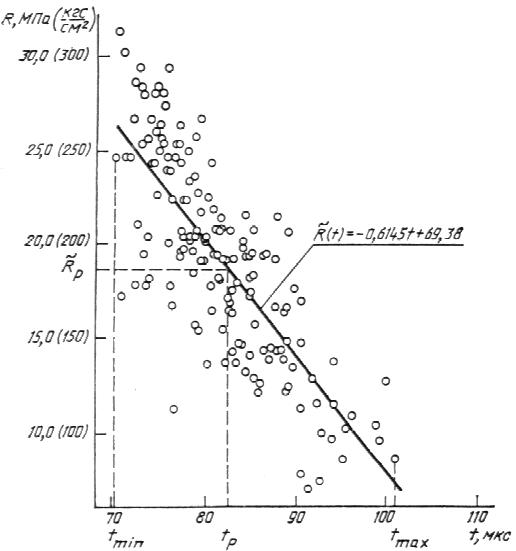 R, МПа (кгс/см²)
30,0 (300)
25,0 (250)
20,0 (200)
R̃р
15,0 (150)
10,0 (100)
R̃(t)=-0,6145t+69,38
70 80 90 100 110
tmin tр tmax t, мкс